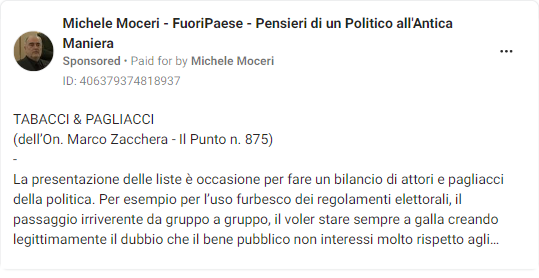 Michele Moceri - FuoriPaese - Pensieri di un Politico all'Antica
Maniera
Sponsored • Paid for by Michele Moceri
ID: 406379374818937
TABACCI & PAGLIACCI
(dell’On. Marco Zacchera - Il Punto n. 875)
-
La presentazione delle liste è occasione per fare un bilancio di attori e pagliacci
della politica. Per esempio per l’uso furbesco dei regolamenti elettorali, il
passaggio irriverente da gruppo a gruppo, il voler stare sempre a galla creando
legittimamente il dubbio che il bene pubblico non interessi molto rispetto agli...